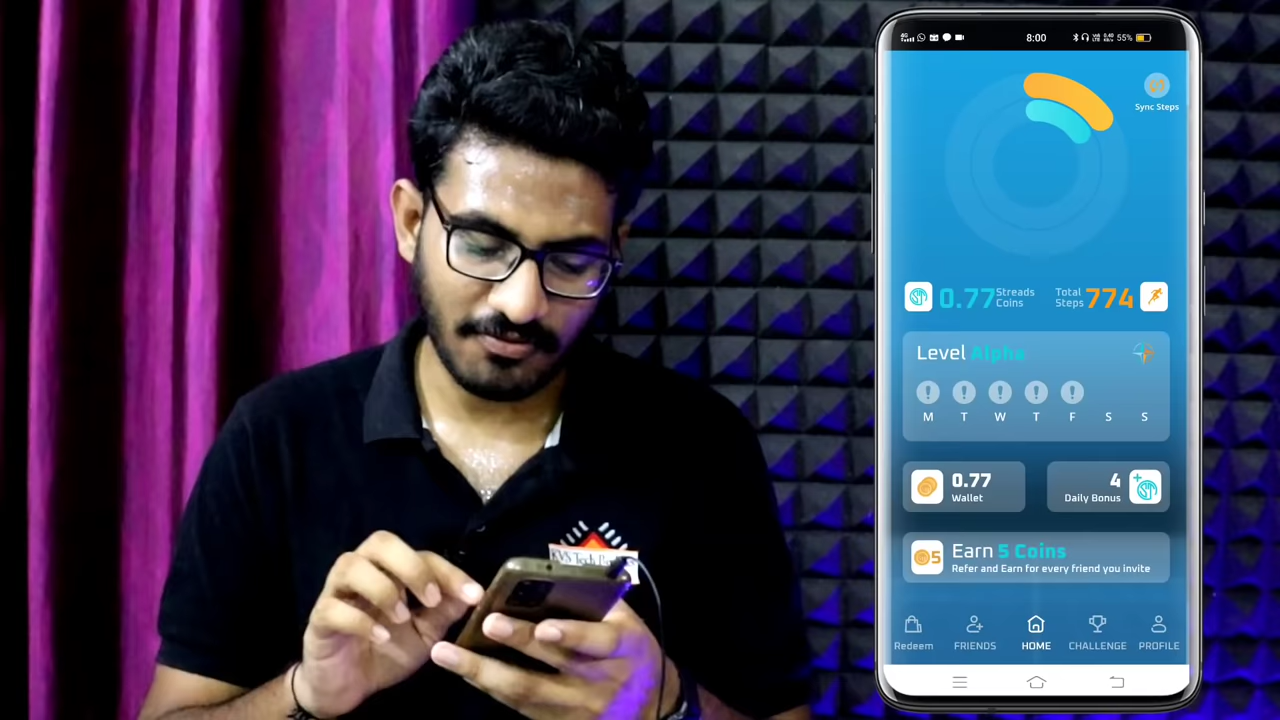 8:00
55%
Sync Steps
0.77 Streads Coins
Total Steps 774
Level Alpha
M T W T F S S
0.77
Wallet
4
Daily Bonus
5
Earn 5 Coins
Refer and Earn for every friend you invite
Redeem FRIENDS HOME CHALLENGE PROFILE